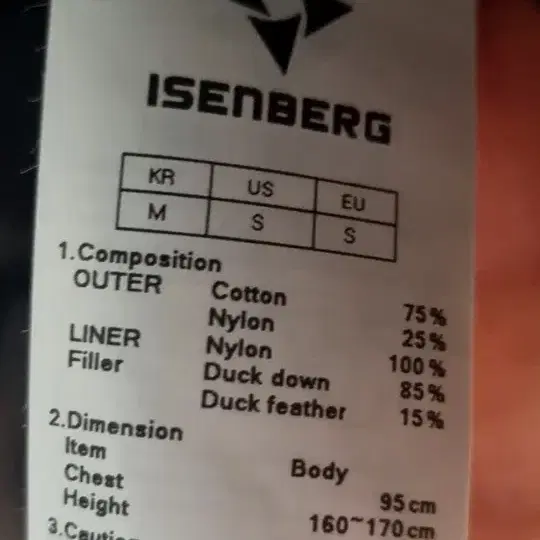 ISENBERG
KR US EU
M S S
1.Composition
OUTER Cotton 75%
Nylon 25%
LINER Nylon 100%
Filler Duck down 85%
Duck feather 15%
2.Dimension
Item Body
Chest 95cm
Height 160~170cm